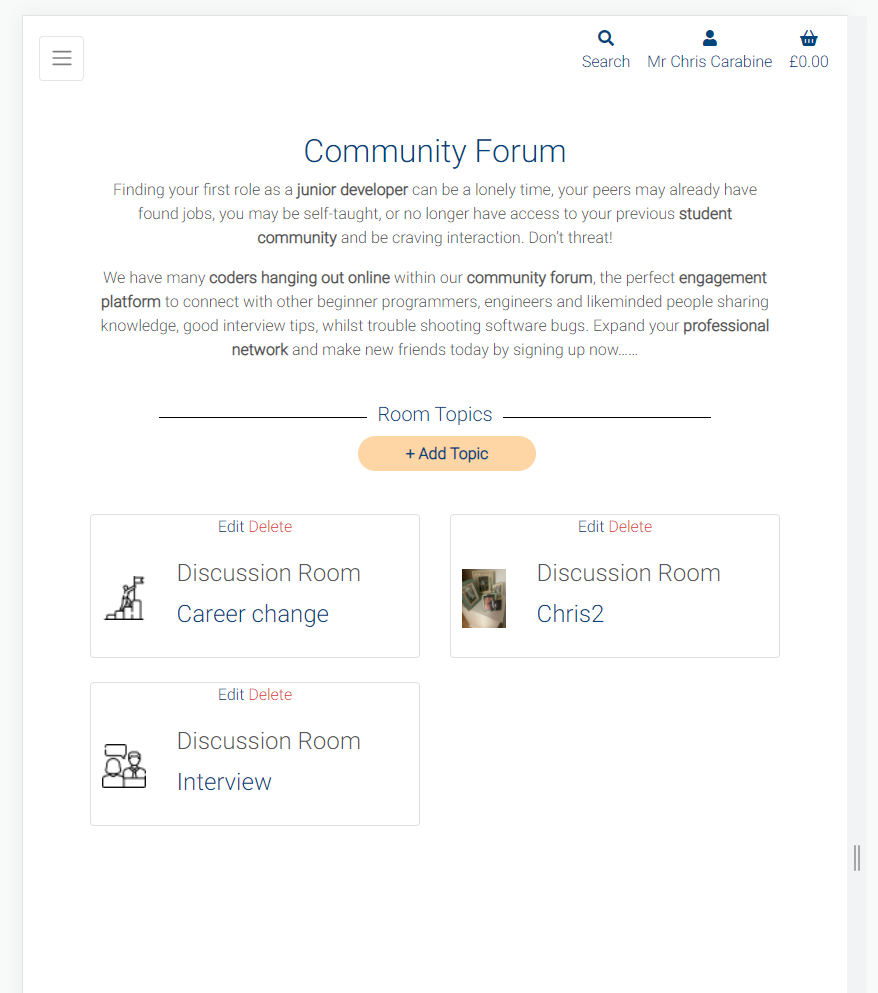 Search
Mr Chris Carabine
£0.00
Community Forum
Finding your first role as a junior developer can be a lonely time, your peers may already have
found jobs, you may be self-taught, or no longer have access to your previous student
community and be craving interaction. Don't threat!
We have many coders hanging out online within our community forum, the perfect engagement
platform to connect with other beginner programmers, engineers and likeminded people sharing
knowledge, good interview tips, whilst trouble shooting software bugs. Expand your professional
network and make new friends today by signing up now……
Room Topics
+ Add Topic
Edit Delete
Discussion Room
Career change
Edit Delete
Discussion Room
Chris2
Edit Delete
Discussion Room
Interview